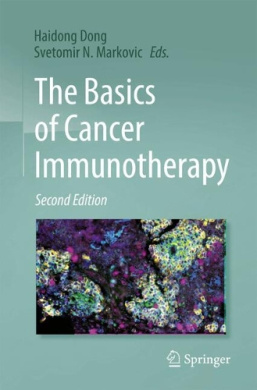 Haidong Dong
Svetomir N. Markovic Eds.
The Basics
of Cancer
Immunotherapy
Second Edition
Springer